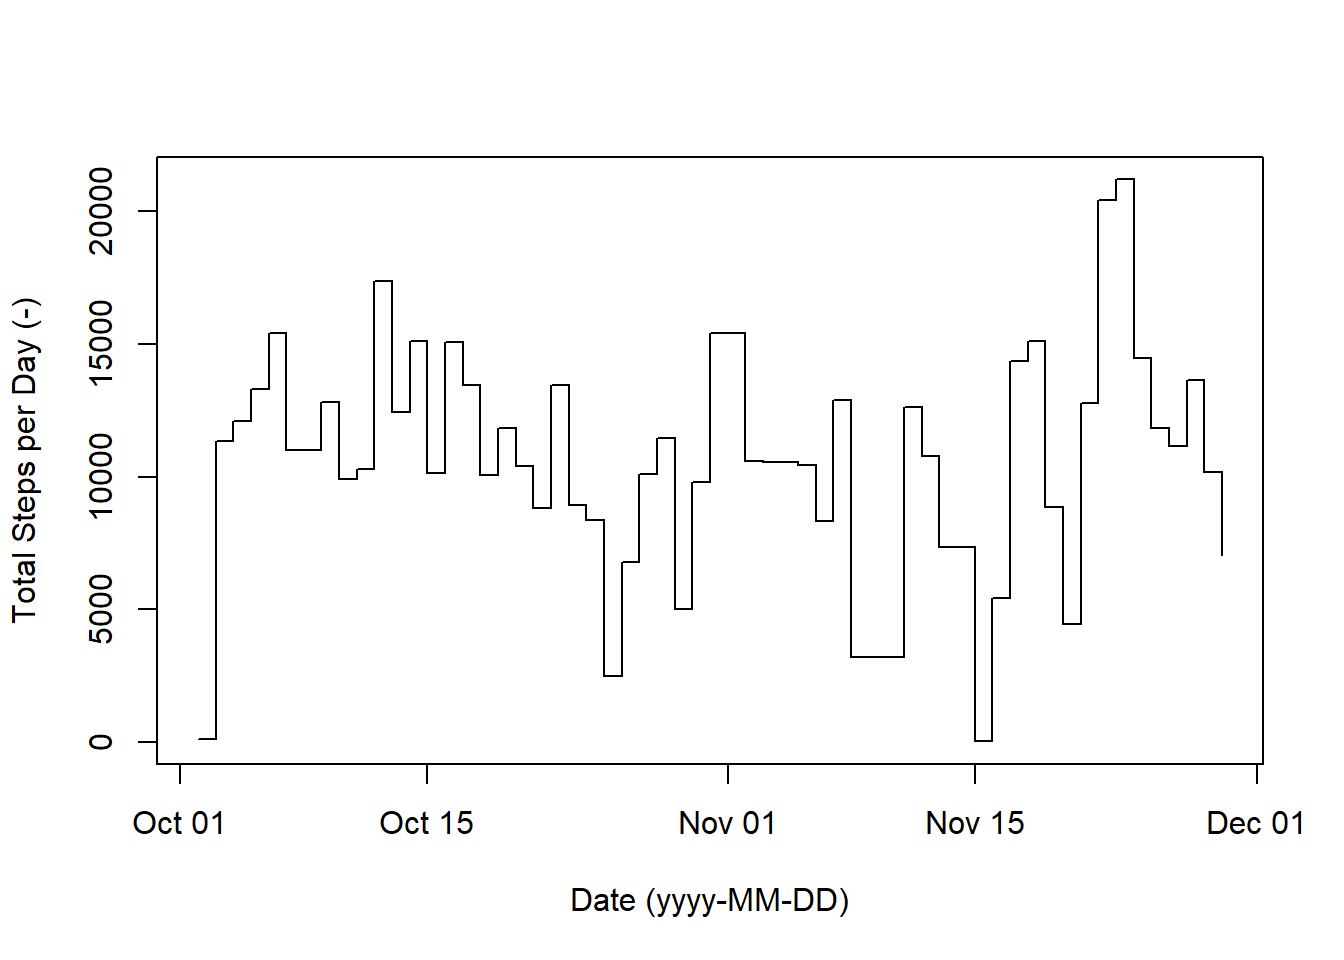 Total Steps per Day (-)
20000
15000
10000
5000
0
Oct 01 Oct 15 Nov 01 Nov 15 Dec 01
Date (yyyy-MM-DD)